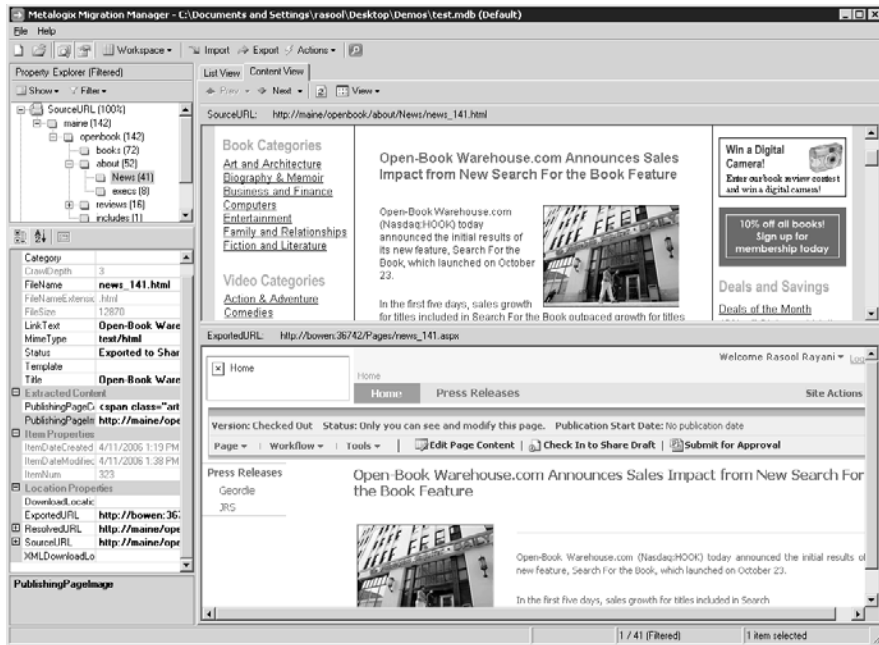 Metalogix Migration Manager - C:\Documents and Settings\rasool\Desktop\Demos\test.mdb (Default)
File Help
Workspace Import Export Actions
Property Explorer (Filtered)
Show Filter
SourceURL (100%)
maine (142)
openbook (142)
books (72)
about (52)
News (41)
execs (8)
reviews (16)
includes (1)
Category
CrawlDepth 3
FileName news_141.html
FileNameExtensic .html
FileSize 12870
LinkText Open-Book Ware
MimeType text/html
Status Exported to Shar
Template
Title Open-Book Ware
Extracted Content
PublishingPageC <span class="art
PublishingPageIm http://maine/ope
Item Properties
ItemDateCreated 4/11/2006 1:19 PM
ItemDateModified 4/11/2006 1:38 PM
ItemNum 323
Location Properties
DownloadLocatic
ExportedURL http://bowen:367
ResolvedURL http://maine/ope
SourceURL http://maine/ope
XMLDownloadLo
PublishingPageImage
List View Content View
Prev Next View
SourceURL: http://maine/openbook/about/News/news_141.html
Book Categories
Art and Architecture
Biography & Memoir
Business and Finance
Computers
Entertainment
Family and Relationships
Fiction and Literature
Video Categories
Action & Adventure
Comedies
Open-Book Warehouse.com Announces Sales
Impact from New Search For the Book Feature
Open-Book Warehouse.com
(Nasdaq:HOOK) today
announced the initial results of
its new feature, Search For the
Book, which launched on October
23.
In the first five days, sales growth
for titles included in Search For the Book outpaced growth for titles
Win a Digital
Camera!
Enter our book review contest
and win a digital camera!
10% off all books!
Sign up for
membership today
Deals and Savings
Deals of the Month
ExportedURL: http://bowen:36742/Pages/news_141.aspx
Welcome Rasool Rayani Log
Home
Home
Home Press Releases Site Actions
Version: Checked Out Status: Only you can see and modify this page. Publication Start Date: No publication date
Page Workflow Tools Edit Page Content Check In to Share Draft Submit for Approval
Press Releases
Geordie
JRS
Open-Book Warehouse.com Announces Sales Impact from New Search For
the Book Feature
Open-Book Warehouse.com (Nasdaq:HOOK) today announced the initial results of
new feature, Search For the Book, which launched on October 23.
In the first five days, sales growth for titles included in Search
1 / 41 (Filtered) 1 item selected